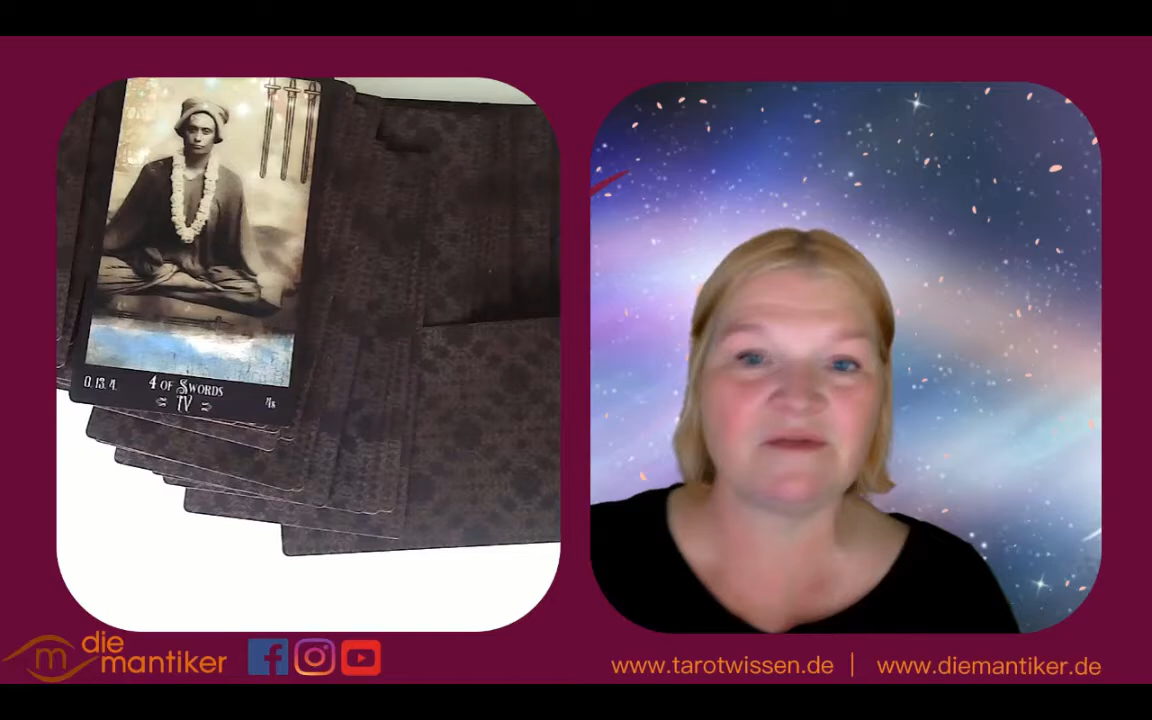 0, 13, 4.
4 OF SWORDS
IV
die
mantiker
www.tarotwissen.de | www.diemantiker.de